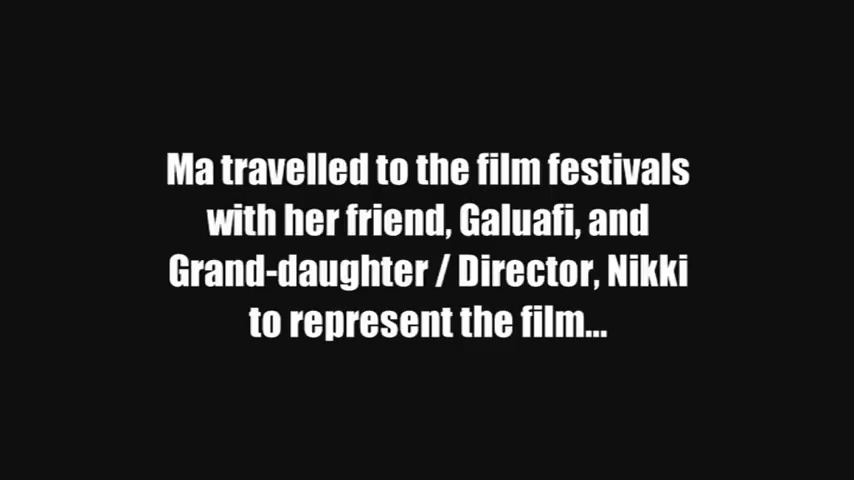 Ma travelled to the film festivals
with her friend, Galuafi, and
Grand-daughter / Director, Nikki
to represent the film...